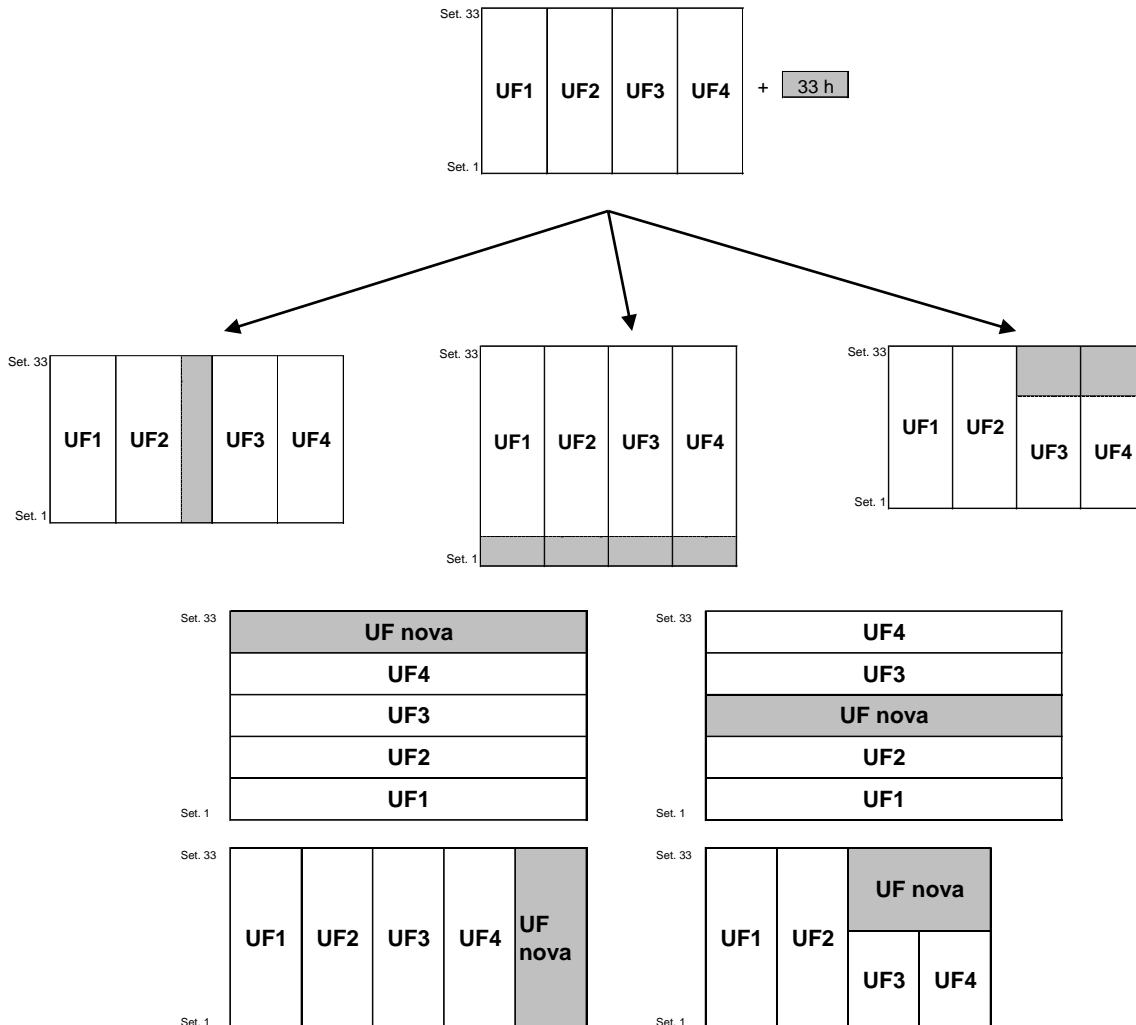 Set. 33
UF1 UF2 UF3 UF4 + 33 h
Set. 1
Set. 33
UF1 UF2 UF3 UF4
Set. 1
Set. 33
UF1 UF2 UF3 UF4
Set. 1
Set. 33
UF1 UF2
UF3 UF4
Set. 1
Set. 33
UF nova
UF4
UF3
UF2
UF1
Set. 1
Set. 33
UF4
UF3
UF nova
UF2
UF1
Set. 1
Set. 33
UF1 UF2 UF3 UF4 UF
nova
Set. 1
Set. 33
UF nova
UF1 UF2
UF3 UF4
Set. 1